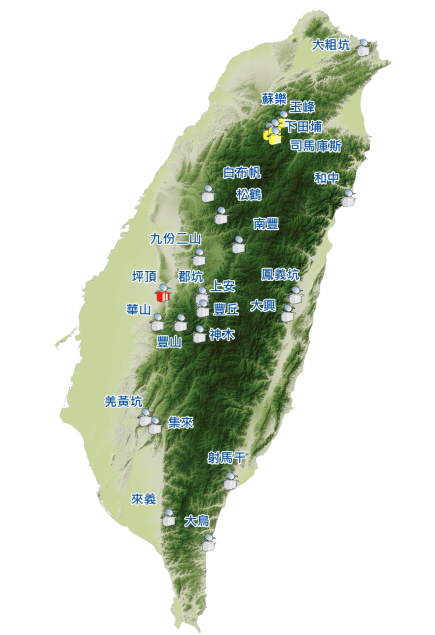 大粗坑
蘇樂
玉峰
下田埔
司馬庫斯
白布帆
和中
松鶴
南豐
九份二山
坪頂
郡坑
上安
鳳義坑
華山
豐丘
大興
豐山
神木
羌黃坑
集來
射馬干
來義
大鳥